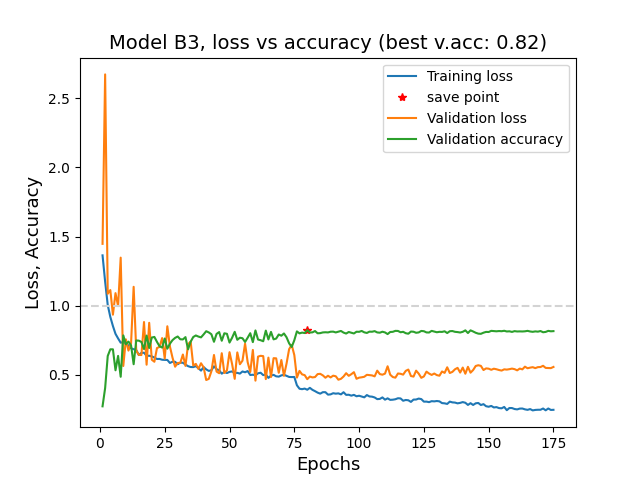 Model B3, loss vs accuracy (best v.acc: 0.82)
Training loss
save point
Validation loss
Validation accuracy
Loss, Accuracy
2.5
2.0
1.5
1.0
0.5
0 25 50 75 100 125 150 175
Epochs